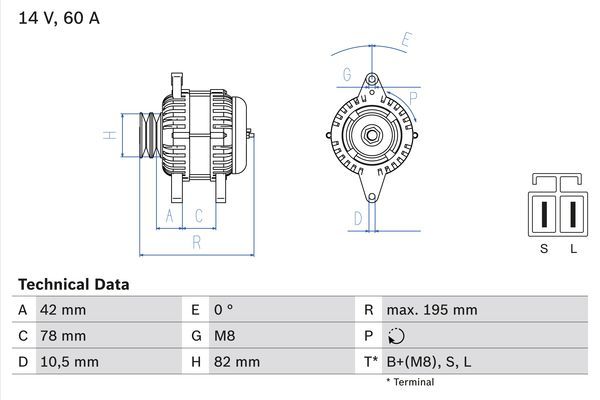 14 V, 60 A
E
G
P
H
A
C
R
D
S L
Technical Data
A 42 mm E 0 ° R max. 195 mm
C 78 mm G M8 P
D 10,5 mm H 82 mm T* B+(M8), S, L
* Terminal